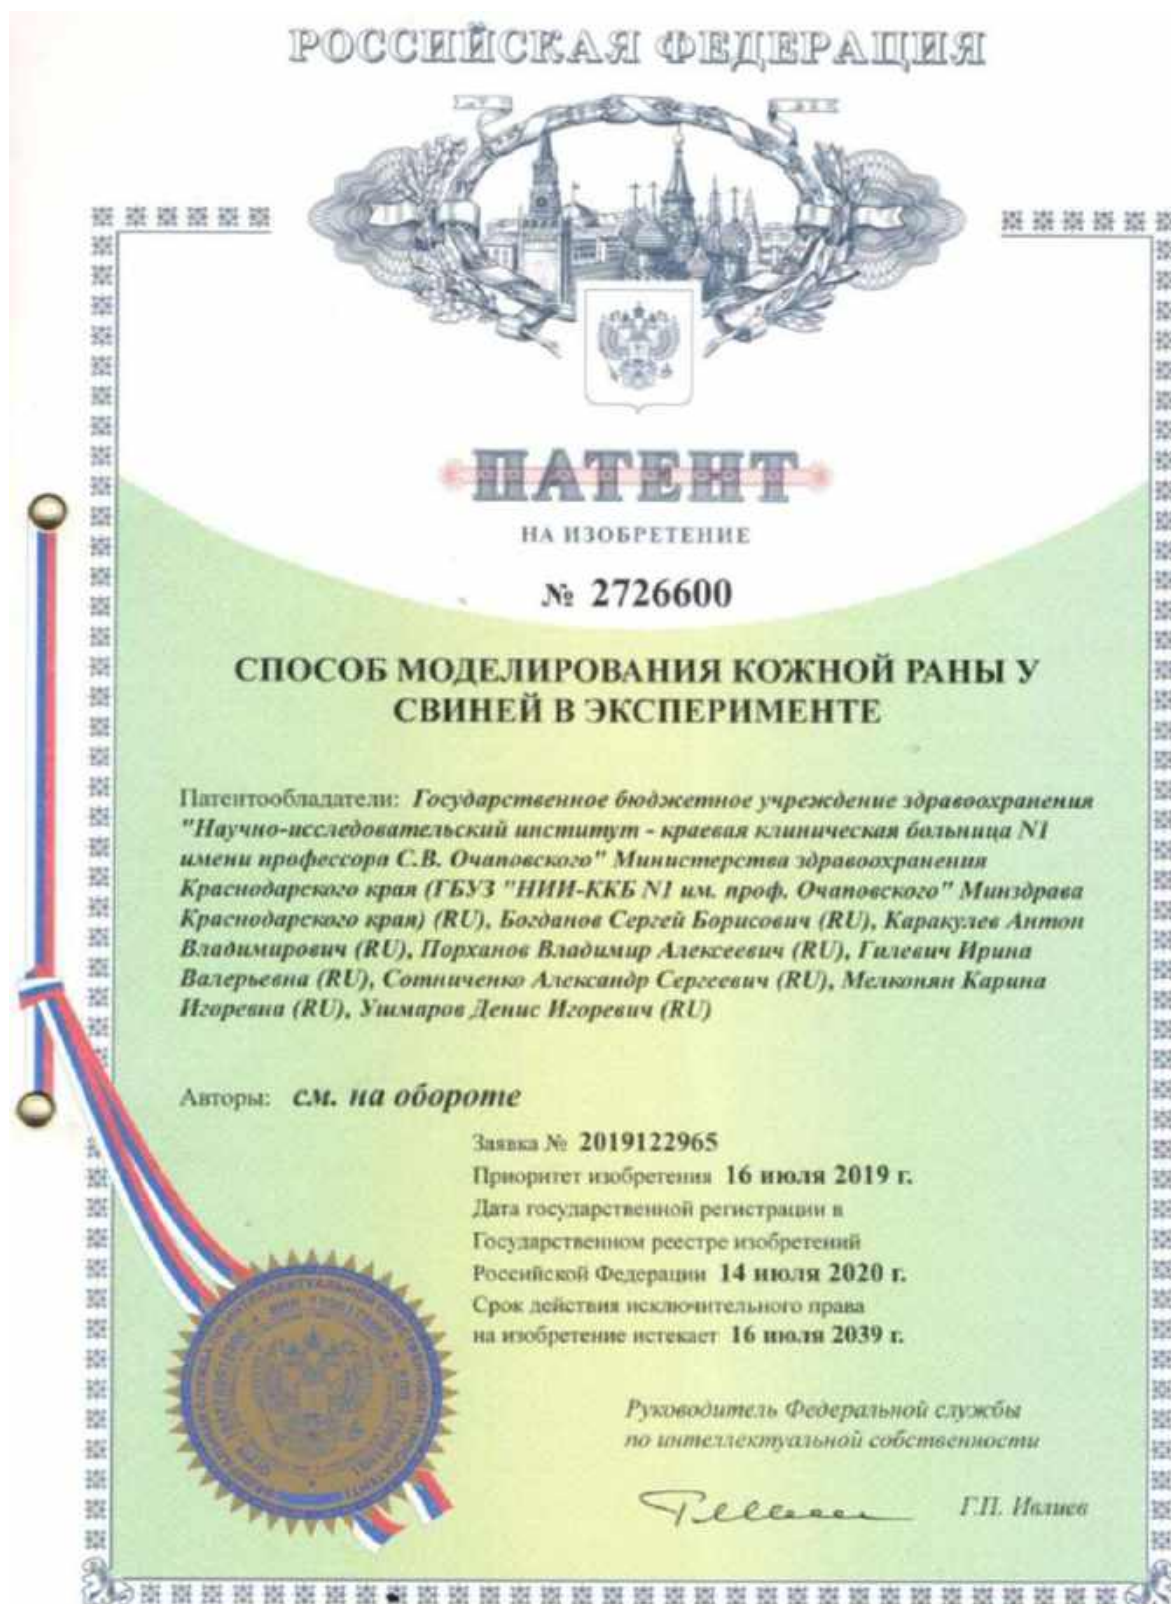 РОССИЙСКАЯ ФЕДЕРАЦИЯ
ПАТЕНТ
НА ИЗОБРЕТЕНИЕ
№ 2726600
СПОСОБ МОДЕЛИРОВАНИЯ КОЖНОЙ РАНЫ У
СВИНЕЙ В ЭКСПЕРИМЕНТЕ
Патентообладатели: Государственное бюджетное учреждение здравоохранения
"Научно-исследовательский институт - краевая клиническая больница N1
имени профессора С.В. Очаповского" Министерства здравоохранения
Краснодарского края (ГБУЗ "НИИ-ККБ N1 им. проф. Очаповского" Минздрава
Краснодарского края) (RU), Богданов Сергей Борисович (RU), Каракулев Антон
Владимирович (RU), Порханов Владимир Алексеевич (RU), Гилевич Ирина
Валерьевна (RU), Сотниченко Александр Сергеевич (RU), Мелконян Карина
Игоревна (RU), Ушмаров Денис Игоревич (RU)
Авторы: см. на обороте
Заявка № 2019122965
Приоритет изобретения 16 июля 2019 г.
Дата государственной регистрации в
Государственном реестре изобретений
Российской Федерации 14 июля 2020 г.
Срок действия исключительного права
на изобретение истекает 16 июля 2039 г.
Руководитель Федеральной службы
по интеллектуальной собственности
Г.П. Ивлиев